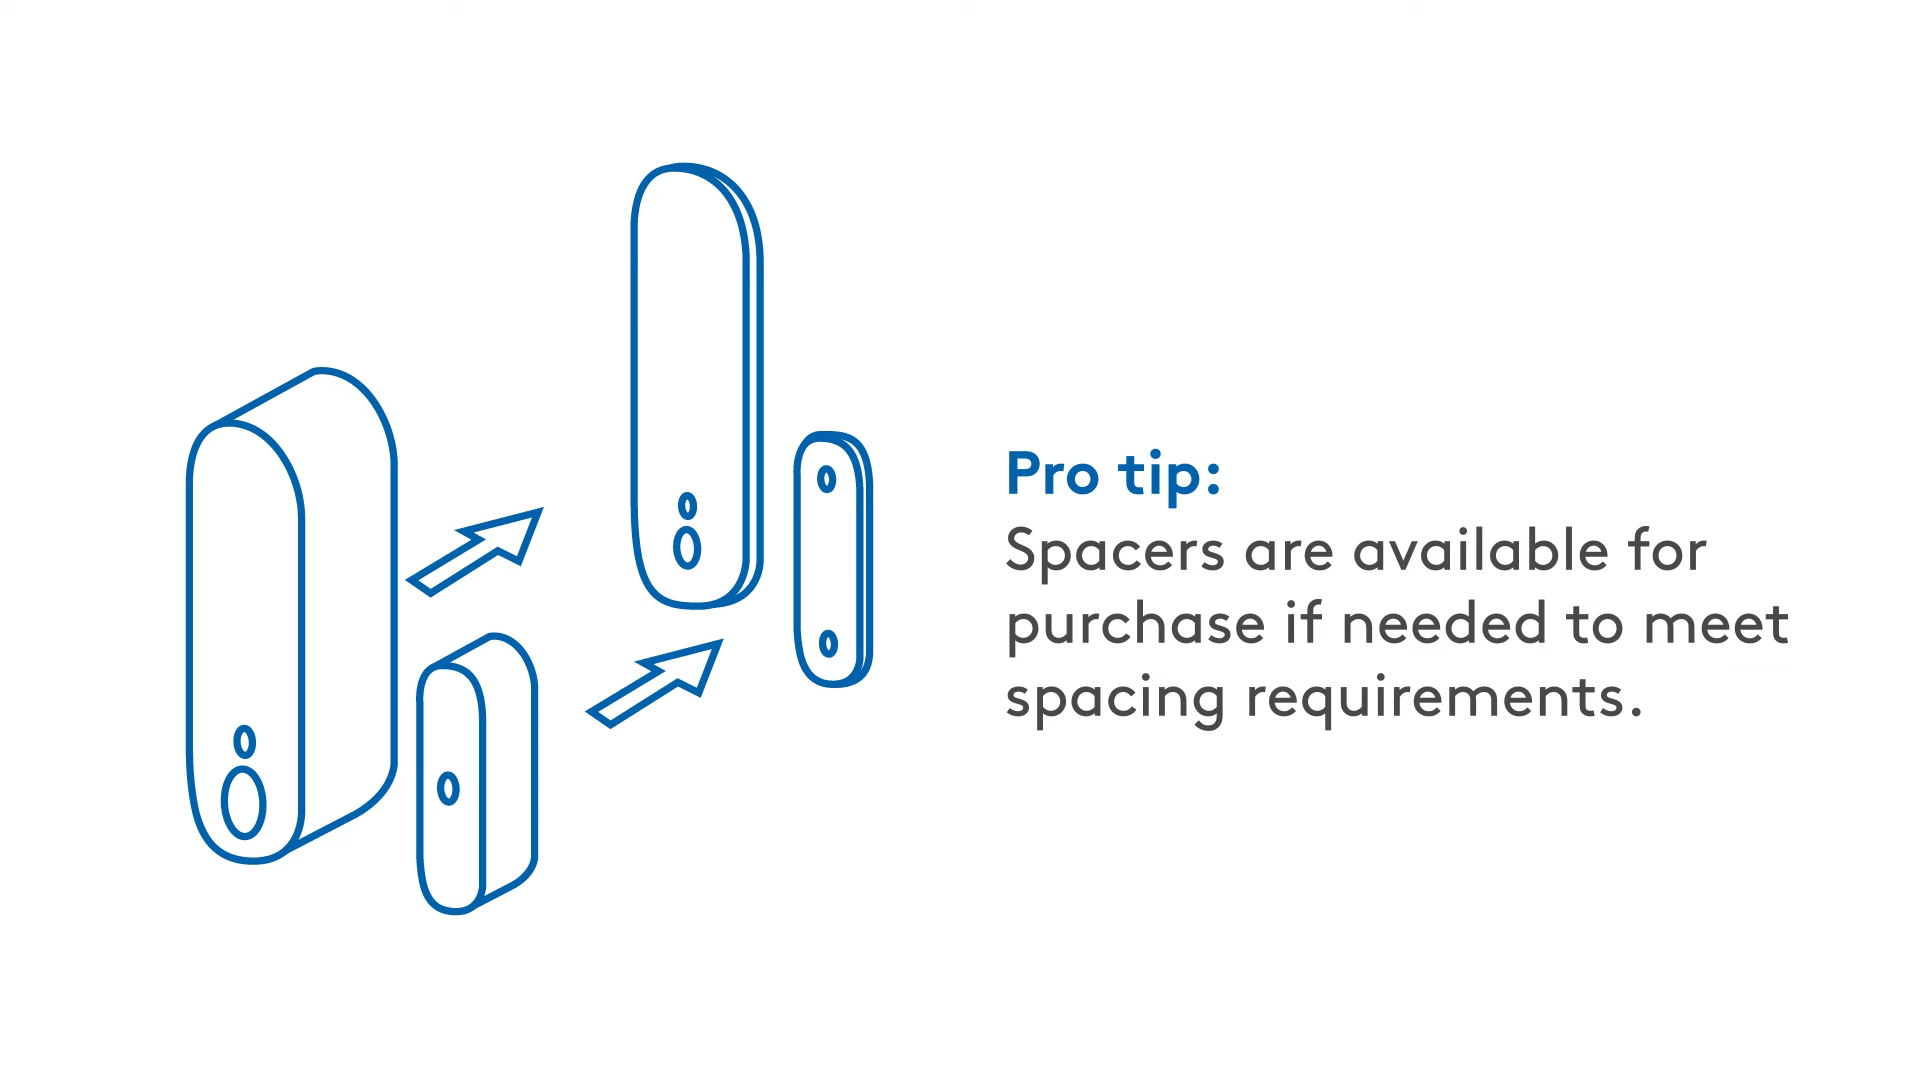 Pro tip:
Spacers are available for
purchase if needed to meet
spacing requirements.